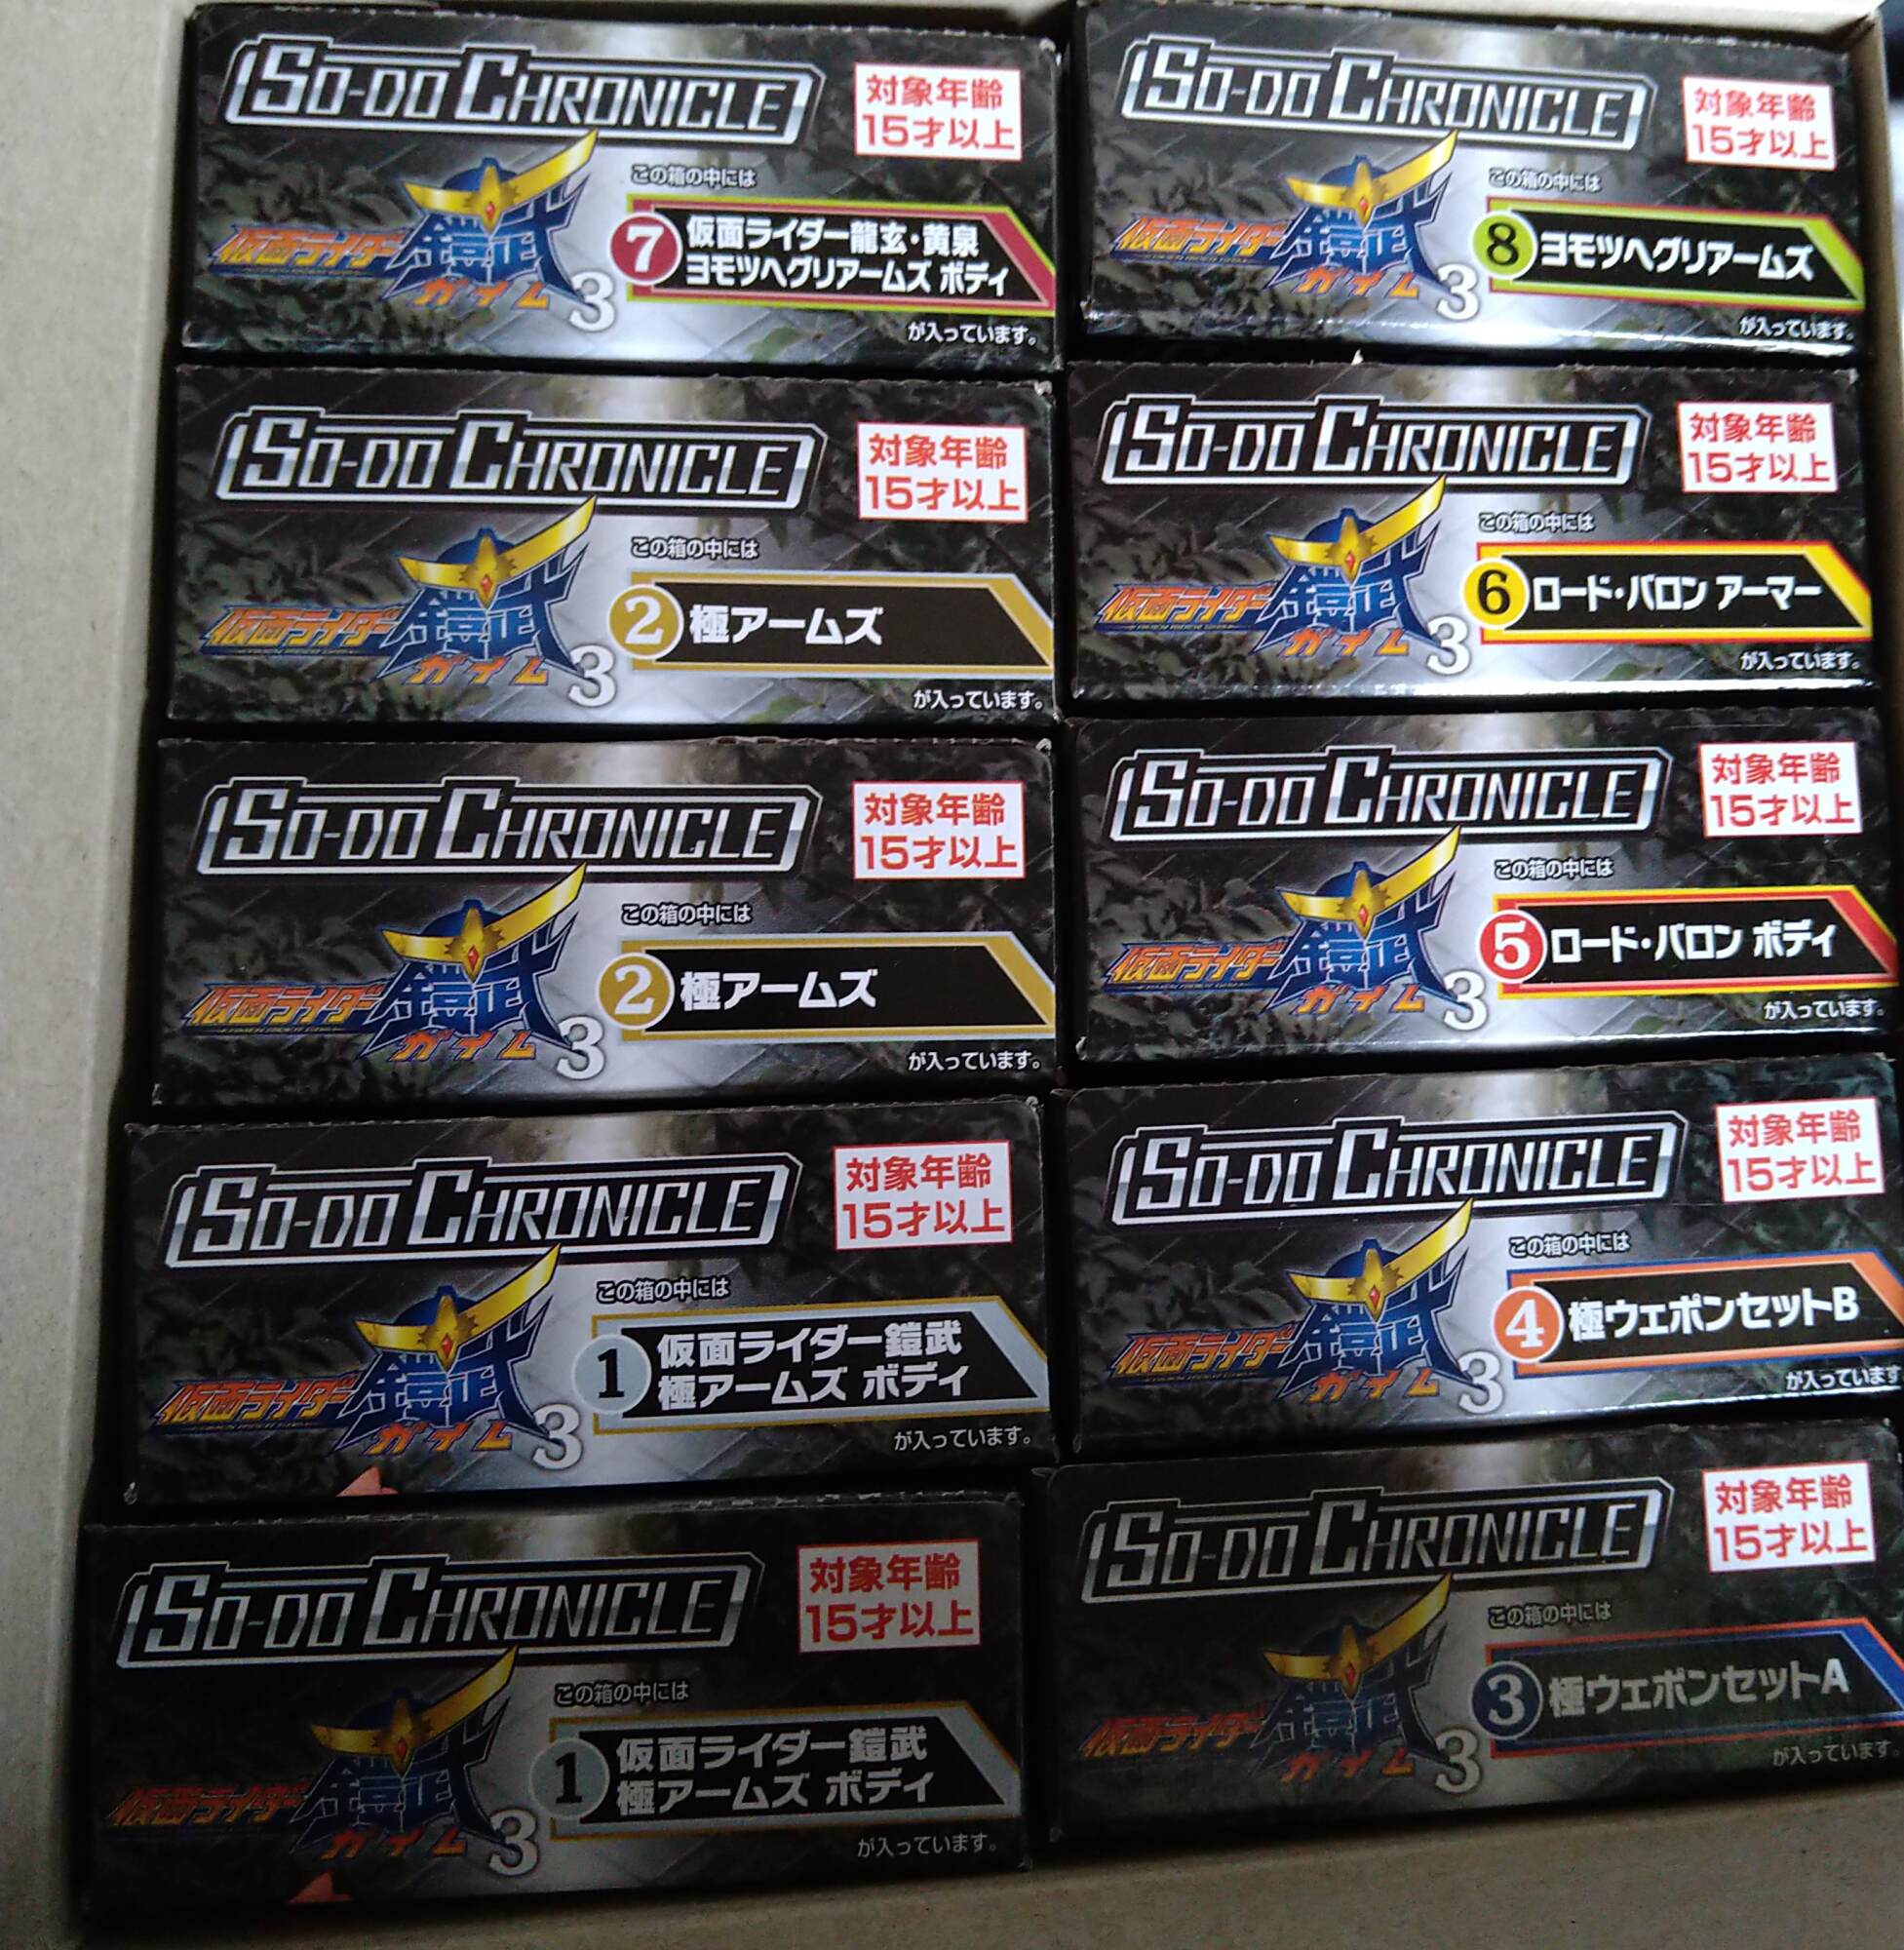 SO-DO CHRONICLE
対象年齢
15才以上
仮面ライダー
鎧武
ガイム
3
この箱の中には
7
仮面ライダー龍玄・黄泉
ヨモツヘグリアームズ ボディ
が入っています。
SO-DO CHRONICLE
対象年齢
15才以上
仮面ライダー
鎧武
ガイム
3
この箱の中には
8
ヨモツヘグリアームズ
が入っています。
SO-DO CHRONICLE
対象年齢
15才以上
仮面ライダー
鎧武
ガイム
3
この箱の中には
2
極アームズ
が入っています。
SO-DO CHRONICLE
対象年齢
15才以上
仮面ライダー
鎧武
ガイム
3
この箱の中には
6
ロード・バロン アーマー
が入っています。
SO-DO CHRONICLE
対象年齢
15才以上
仮面ライダー
鎧武
ガイム
3
この箱の中には
2
極アームズ
が入っています。
SO-DO CHRONICLE
対象年齢
15才以上
仮面ライダー
鎧武
ガイム
3
この箱の中には
5
ロード・バロン ボディ
が入っています。
SO-DO CHRONICLE
対象年齢
15才以上
仮面ライダー
鎧武
ガイム
3
この箱の中には
1
仮面ライダー鎧武
極アームズ ボディ
が入っています。
SO-DO CHRONICLE
対象年齢
15才以上
仮面ライダー
鎧武
ガイム
3
この箱の中には
4
極ウェポンセットB
が入っています
SO-DO CHRONICLE
対象年齢
15才以上
仮面ライダー
鎧武
ガイム
3
この箱の中には
1
仮面ライダー鎧武
極アームズ ボディ
が入っています。
SO-DO CHRONICLE
対象年齢
15才以上
仮面ライダー
鎧武
ガイム
3
この箱の中には
3
極ウェポンセットA
が入っています。